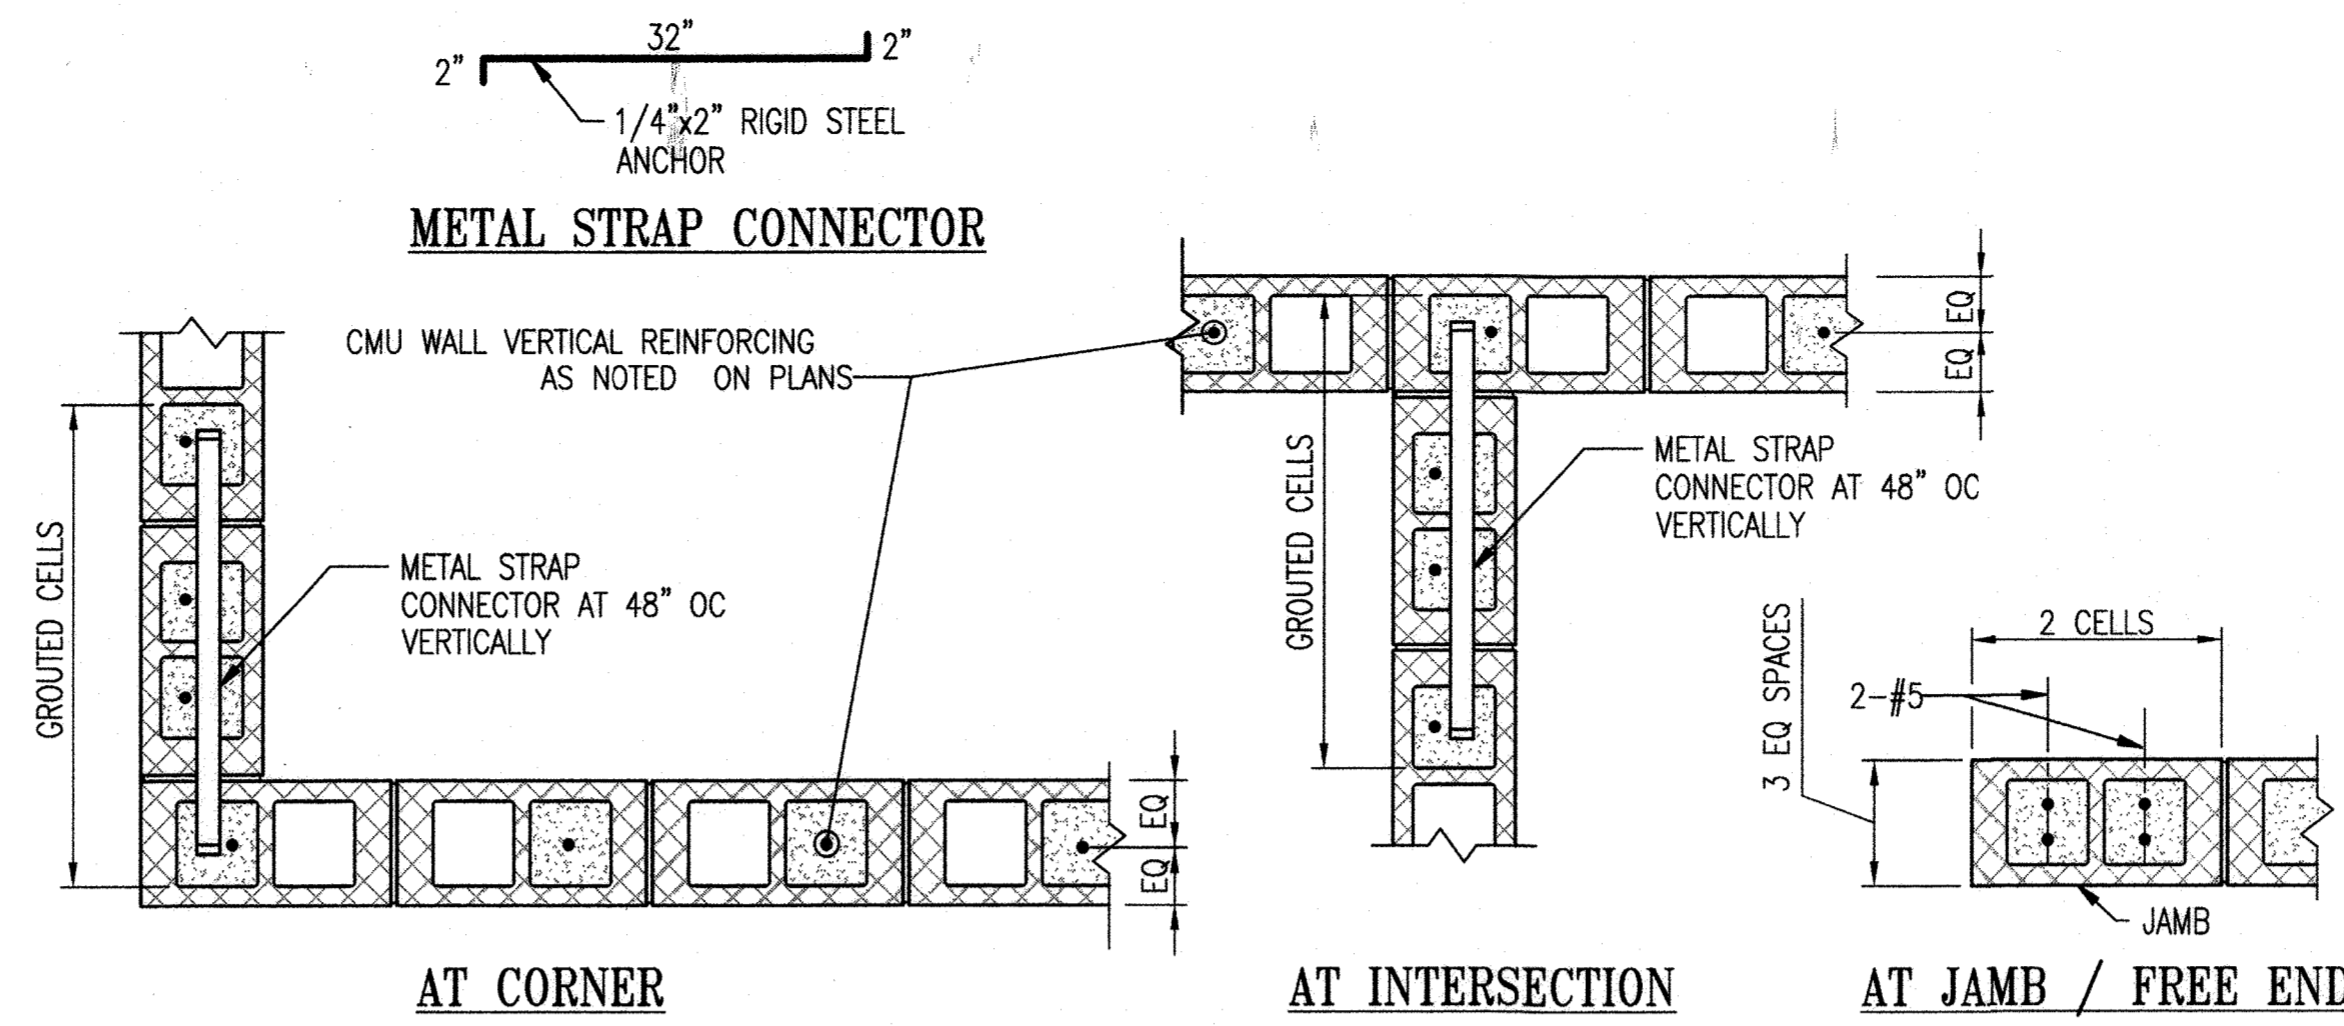 32”
2”
2”
1/4”x2” RIGID STEEL
ANCHOR
METAL STRAP CONNECTOR
CMU WALL VERTICAL REINFORCING
AS NOTED ON PLANS
GROUTED CELLS
METAL STRAP
CONNECTOR AT 48” OC
VERTICALLY
EQ
EQ
AT CORNER
EQ
EQ
GROUTED CELLS
METAL STRAP
CONNECTOR AT 48” OC
VERTICALLY
AT INTERSECTION
3 EQ SPACES
2 CELLS
2-#5
JAMB
AT JAMB / FREE END